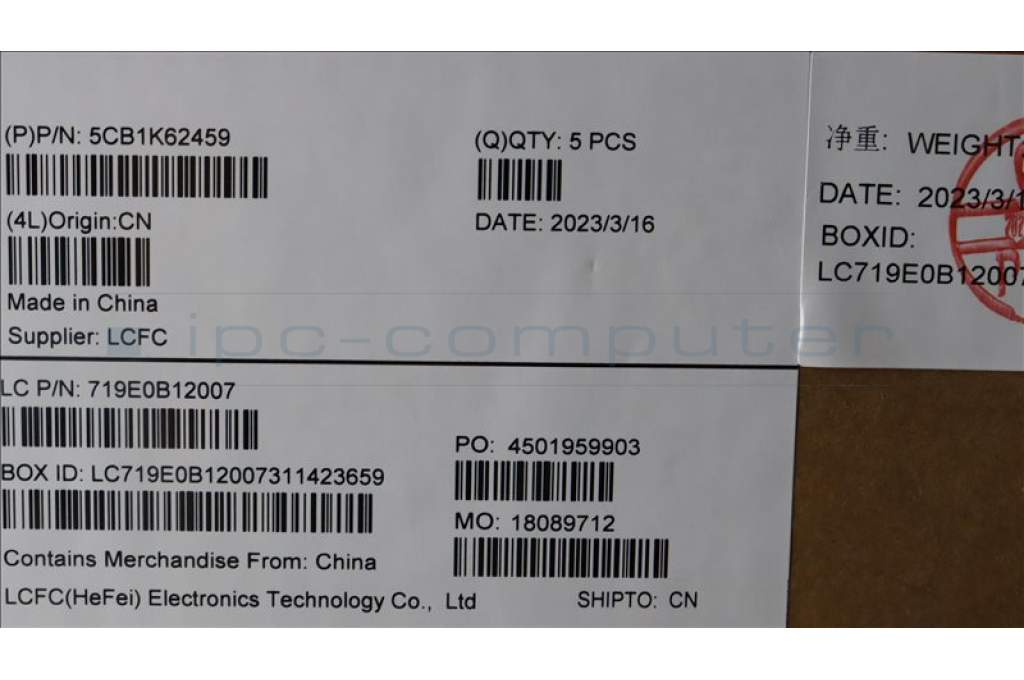 (P)P/N: 5CB1K62459
(Q)QTY: 5 PCS
(4L)Origin:CN
DATE: 2023/3/16
Made in China
Supplier: LCFC
净重: WEIGHT:
DATE: 2023/3/1
BOXID:
LC719E0B12007
ipc-computer
LC P/N: 719E0B12007
PO: 4501959903
BOX ID: LC719E0B12007311423659
MO: 18089712
Contains Merchandise From: China
LCFC(HeFei) Electronics Technology Co., Ltd
SHIPTO: CN